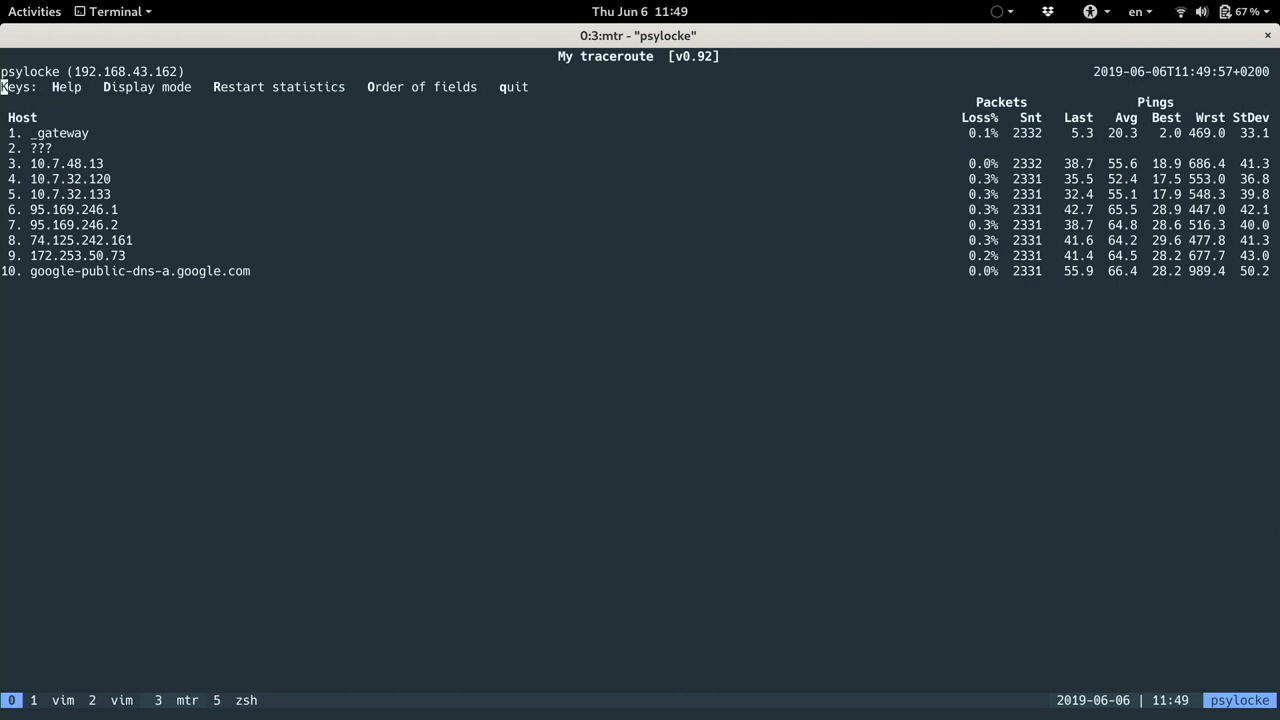 Activities Terminal Thu Jun 6 11:49 en 67 %
0:3:mtr - "psylocke" ×
My traceroute [v0.92]
psylocke (192.168.43.162) 2019-06-06T11:49:57+0200
Keys: Help Display mode Restart statistics Order of fields quit
Packets Pings
Host Loss% Snt Last Avg Best Wrst StDev
1. _gateway 0.1% 2332 5.3 20.3 2.0 469.0 33.1
2. ???
3. 10.7.48.13 0.0% 2332 38.7 55.6 18.9 686.4 41.3
4. 10.7.32.120 0.3% 2331 35.5 52.4 17.5 553.0 36.8
5. 10.7.32.133 0.3% 2331 32.4 55.1 17.9 548.3 39.8
6. 95.169.246.1 0.3% 2331 42.7 65.5 28.9 447.0 42.1
7. 95.169.246.2 0.3% 2331 38.7 64.8 28.6 516.3 40.0
8. 74.125.242.161 0.3% 2331 41.6 64.2 29.6 477.8 41.3
9. 172.253.50.73 0.2% 2331 41.4 64.5 28.2 677.7 43.0
10. google-public-dns-a.google.com 0.0% 2331 55.9 66.4 28.2 989.4 50.2
0 1 vim 2 vim 3 mtr 5 zsh 2019-06-06 | 11:49 psylocke